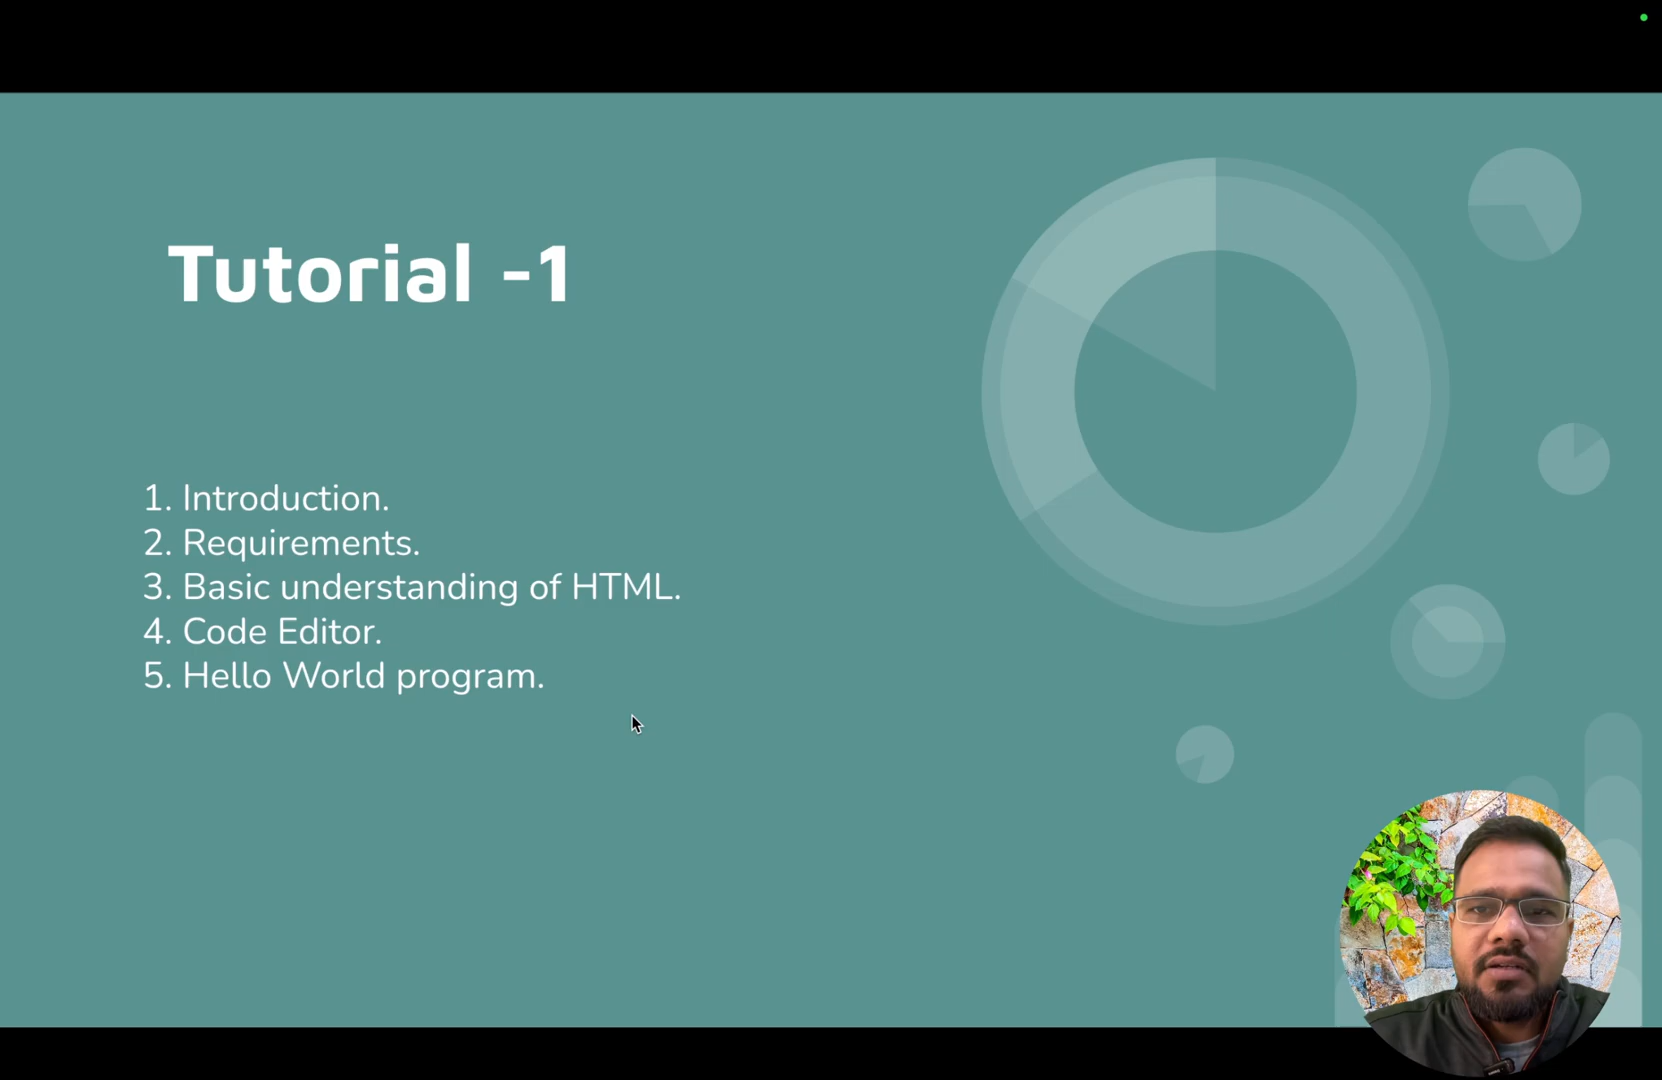 Tutorial -1
1. Introduction.
2. Requirements.
3. Basic understanding of HTML.
4. Code Editor.
5. Hello World program.